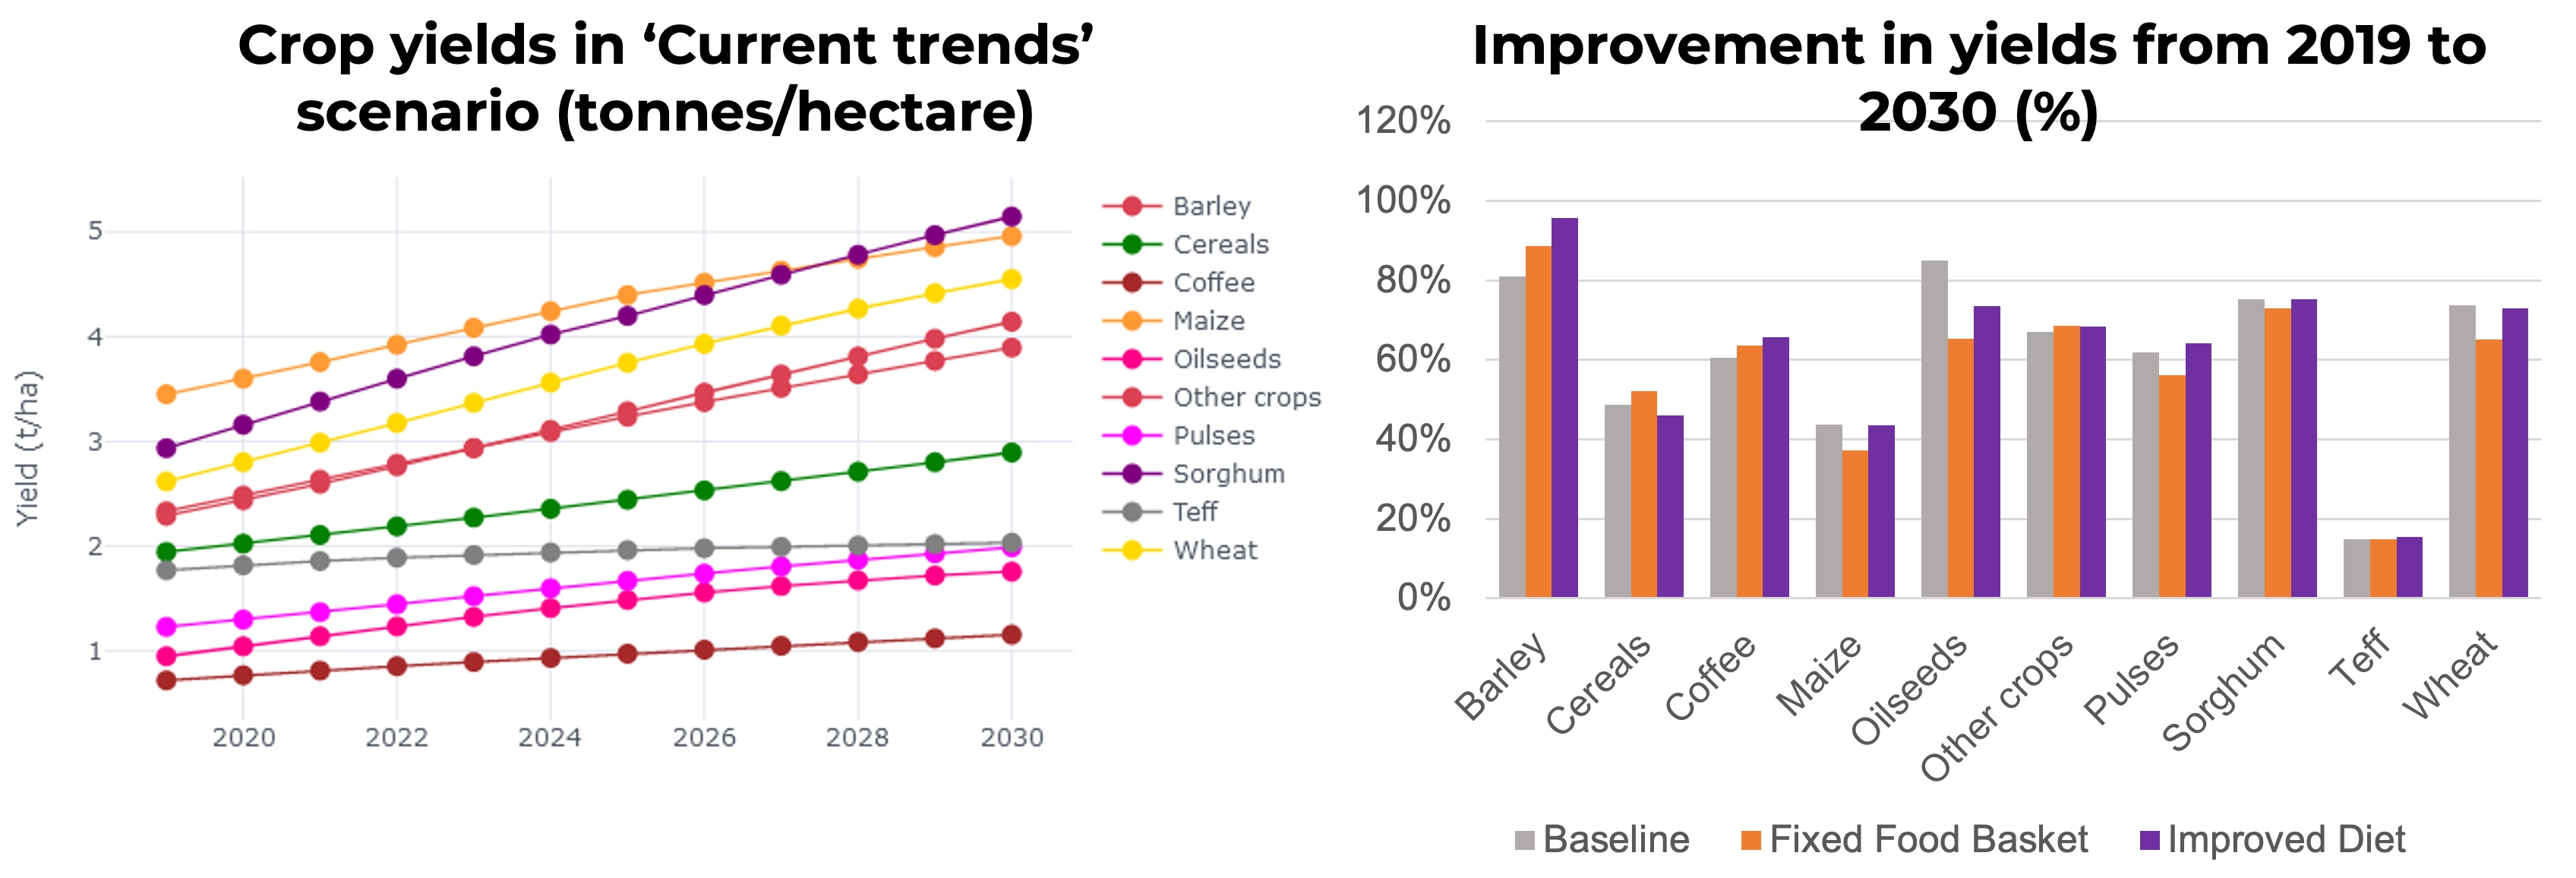 Crop yields in ‘Current trends’
scenario (tonnes/hectare)
Yield (t/ha)
5
4
3
2
1
2020
2022
2024
2026
2028
2030
Barley
Cereals
Coffee
Maize
Oilseeds
Other crops
Pulses
Sorghum
Teff
Wheat
Improvement in yields from 2019 to
2030 (%)
120%
100%
80%
60%
40%
20%
0%
Barley
Cereals
Coffee
Maize
Oilseeds
Other crops
Pulses
Sorghum
Teff
Wheat
Baseline
Fixed Food Basket
Improved Diet